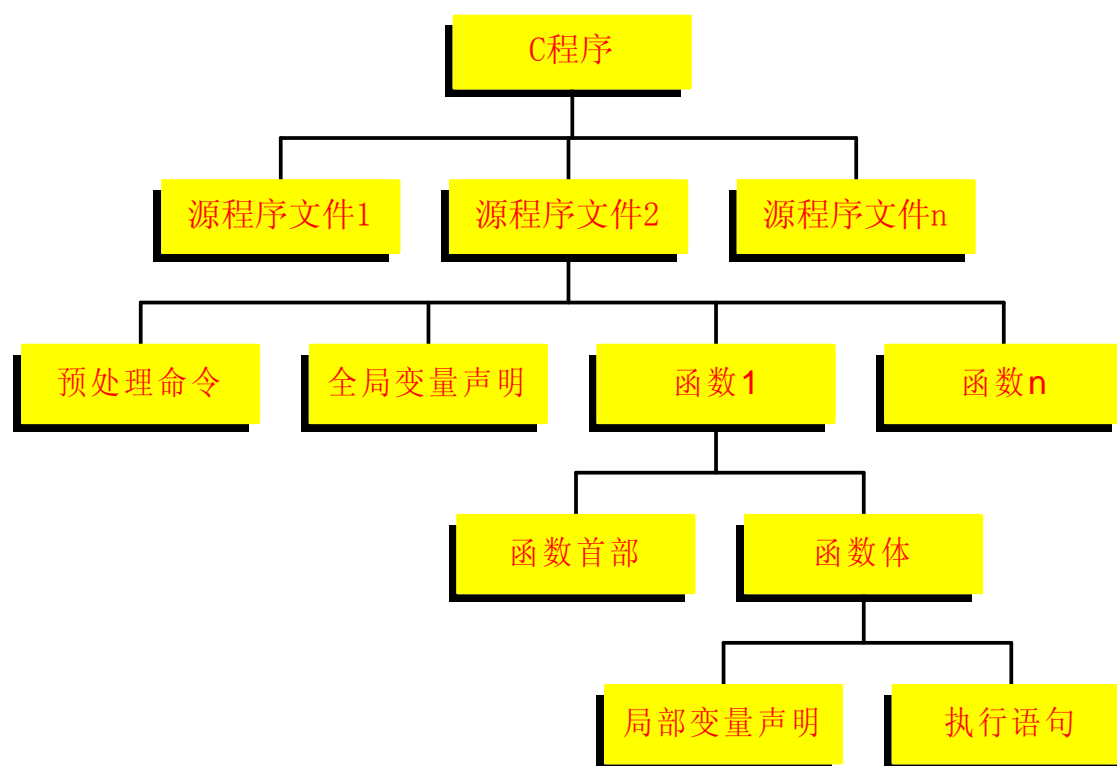 C程序
源程序文件1
源程序文件2
源程序文件n
预处理命令
全局变量声明
函数1
函数n
函数首部
函数体
局部变量声明
执行语句